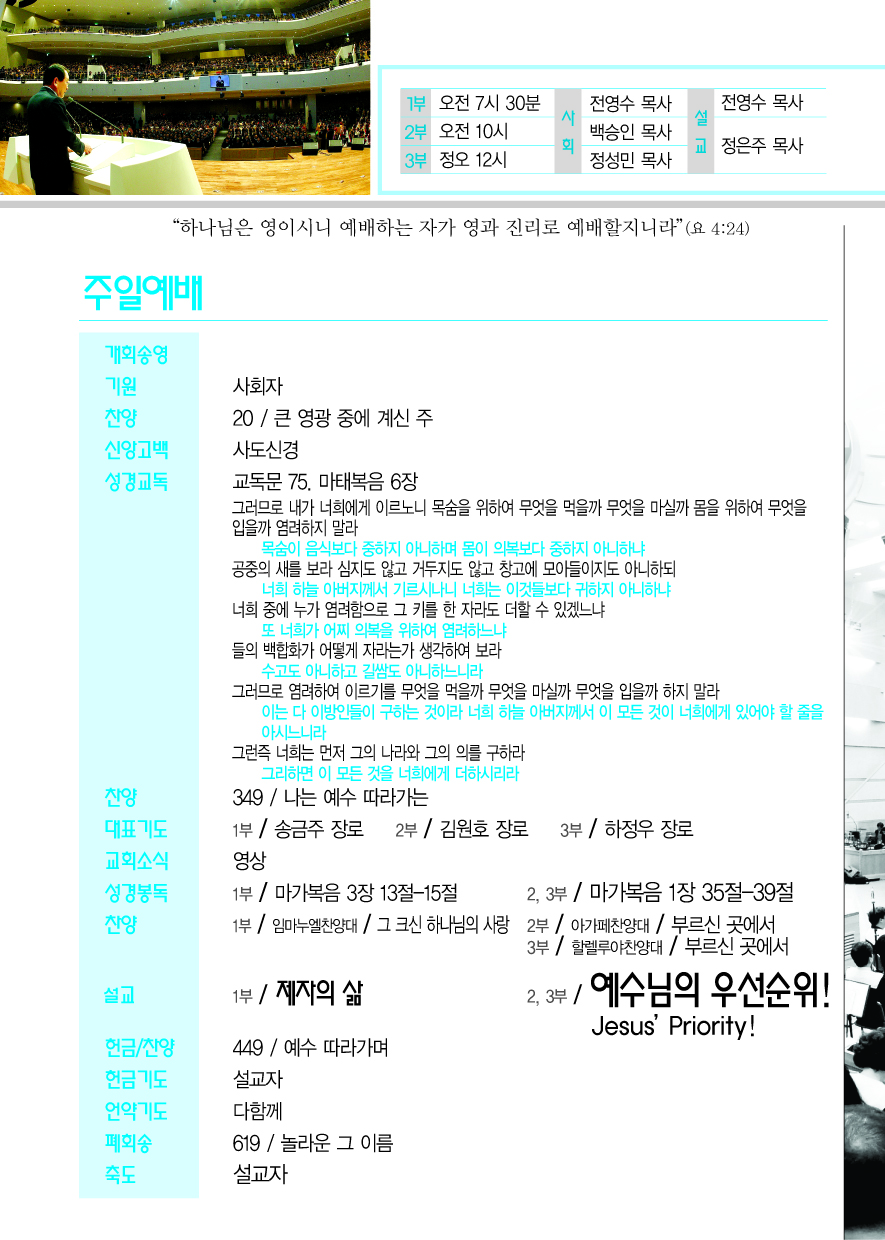 1부 오전 7시 30분 사회 전영수 목사 설교 전영수 목사
2부 오전 10시 백승인 목사 정은주 목사
3부 정오 12시 정성민 목사
“하나님은 영이시니 예배하는 자가 영과 진리로 예배할지니라”(요 4:24)
주일예배
개회송영
기원 사회자
찬양 20 / 큰 영광 중에 계신 주
신앙고백 사도신경
성경교독 교독문 75. 마태복음 6장
그러므로 내가 너희에게 이르노니 목숨을 위하여 무엇을 먹을까 무엇을 마실까 몸을 위하여 무엇을
입을까 염려하지 말라
목숨이 음식보다 중하지 아니하며 몸이 의복보다 중하지 아니하냐
공중의 새를 보라 심지도 않고 거두지도 않고 창고에 모아들이지도 아니하되
너희 하늘 아버지께서 기르시나니 너희는 이것들보다 귀하지 아니하냐
너희 중에 누가 염려함으로 그 키를 한 자라도 더할 수 있겠느냐
또 너희가 어찌 의복을 위하여 염려하느냐
들의 백합화가 어떻게 자라는가 생각하여 보라
수고도 아니하고 길쌈도 아니하느니라
그러므로 염려하여 이르기를 무엇을 먹을까 무엇을 마실까 무엇을 입을까 하지 말라
이는 다 이방인들이 구하는 것이라 너희 하늘 아버지께서 이 모든 것이 너희에게 있어야 할 줄을
아시느니라
그런즉 너희는 먼저 그의 나라와 그의 의를 구하라
그리하면 이 모든 것을 너희에게 더하시리라
찬양 349 / 나는 예수 따라가는
대표기도 1부 / 송금주 장로 2부 / 김원호 장로 3부 / 하정우 장로
교회소식 영상
성경봉독 1부 / 마가복음 3장 13절-15절 2, 3부 / 마가복음 1장 35절-39절
찬양 1부 / 임마누엘찬양대 / 그 크신 하나님의 사랑 2부 / 아가페찬양대 / 부르신 곳에서
3부 / 할렐루야찬양대 / 부르신 곳에서
설교 1부 / 제자의 삶 2, 3부 / 예수님의 우선순위!
Jesus’ Priority!
헌금/찬양 449 / 예수 따라가며
헌금기도 설교자
언약기도 다함께
폐회송 619 / 놀라운 그 이름
축도 설교자